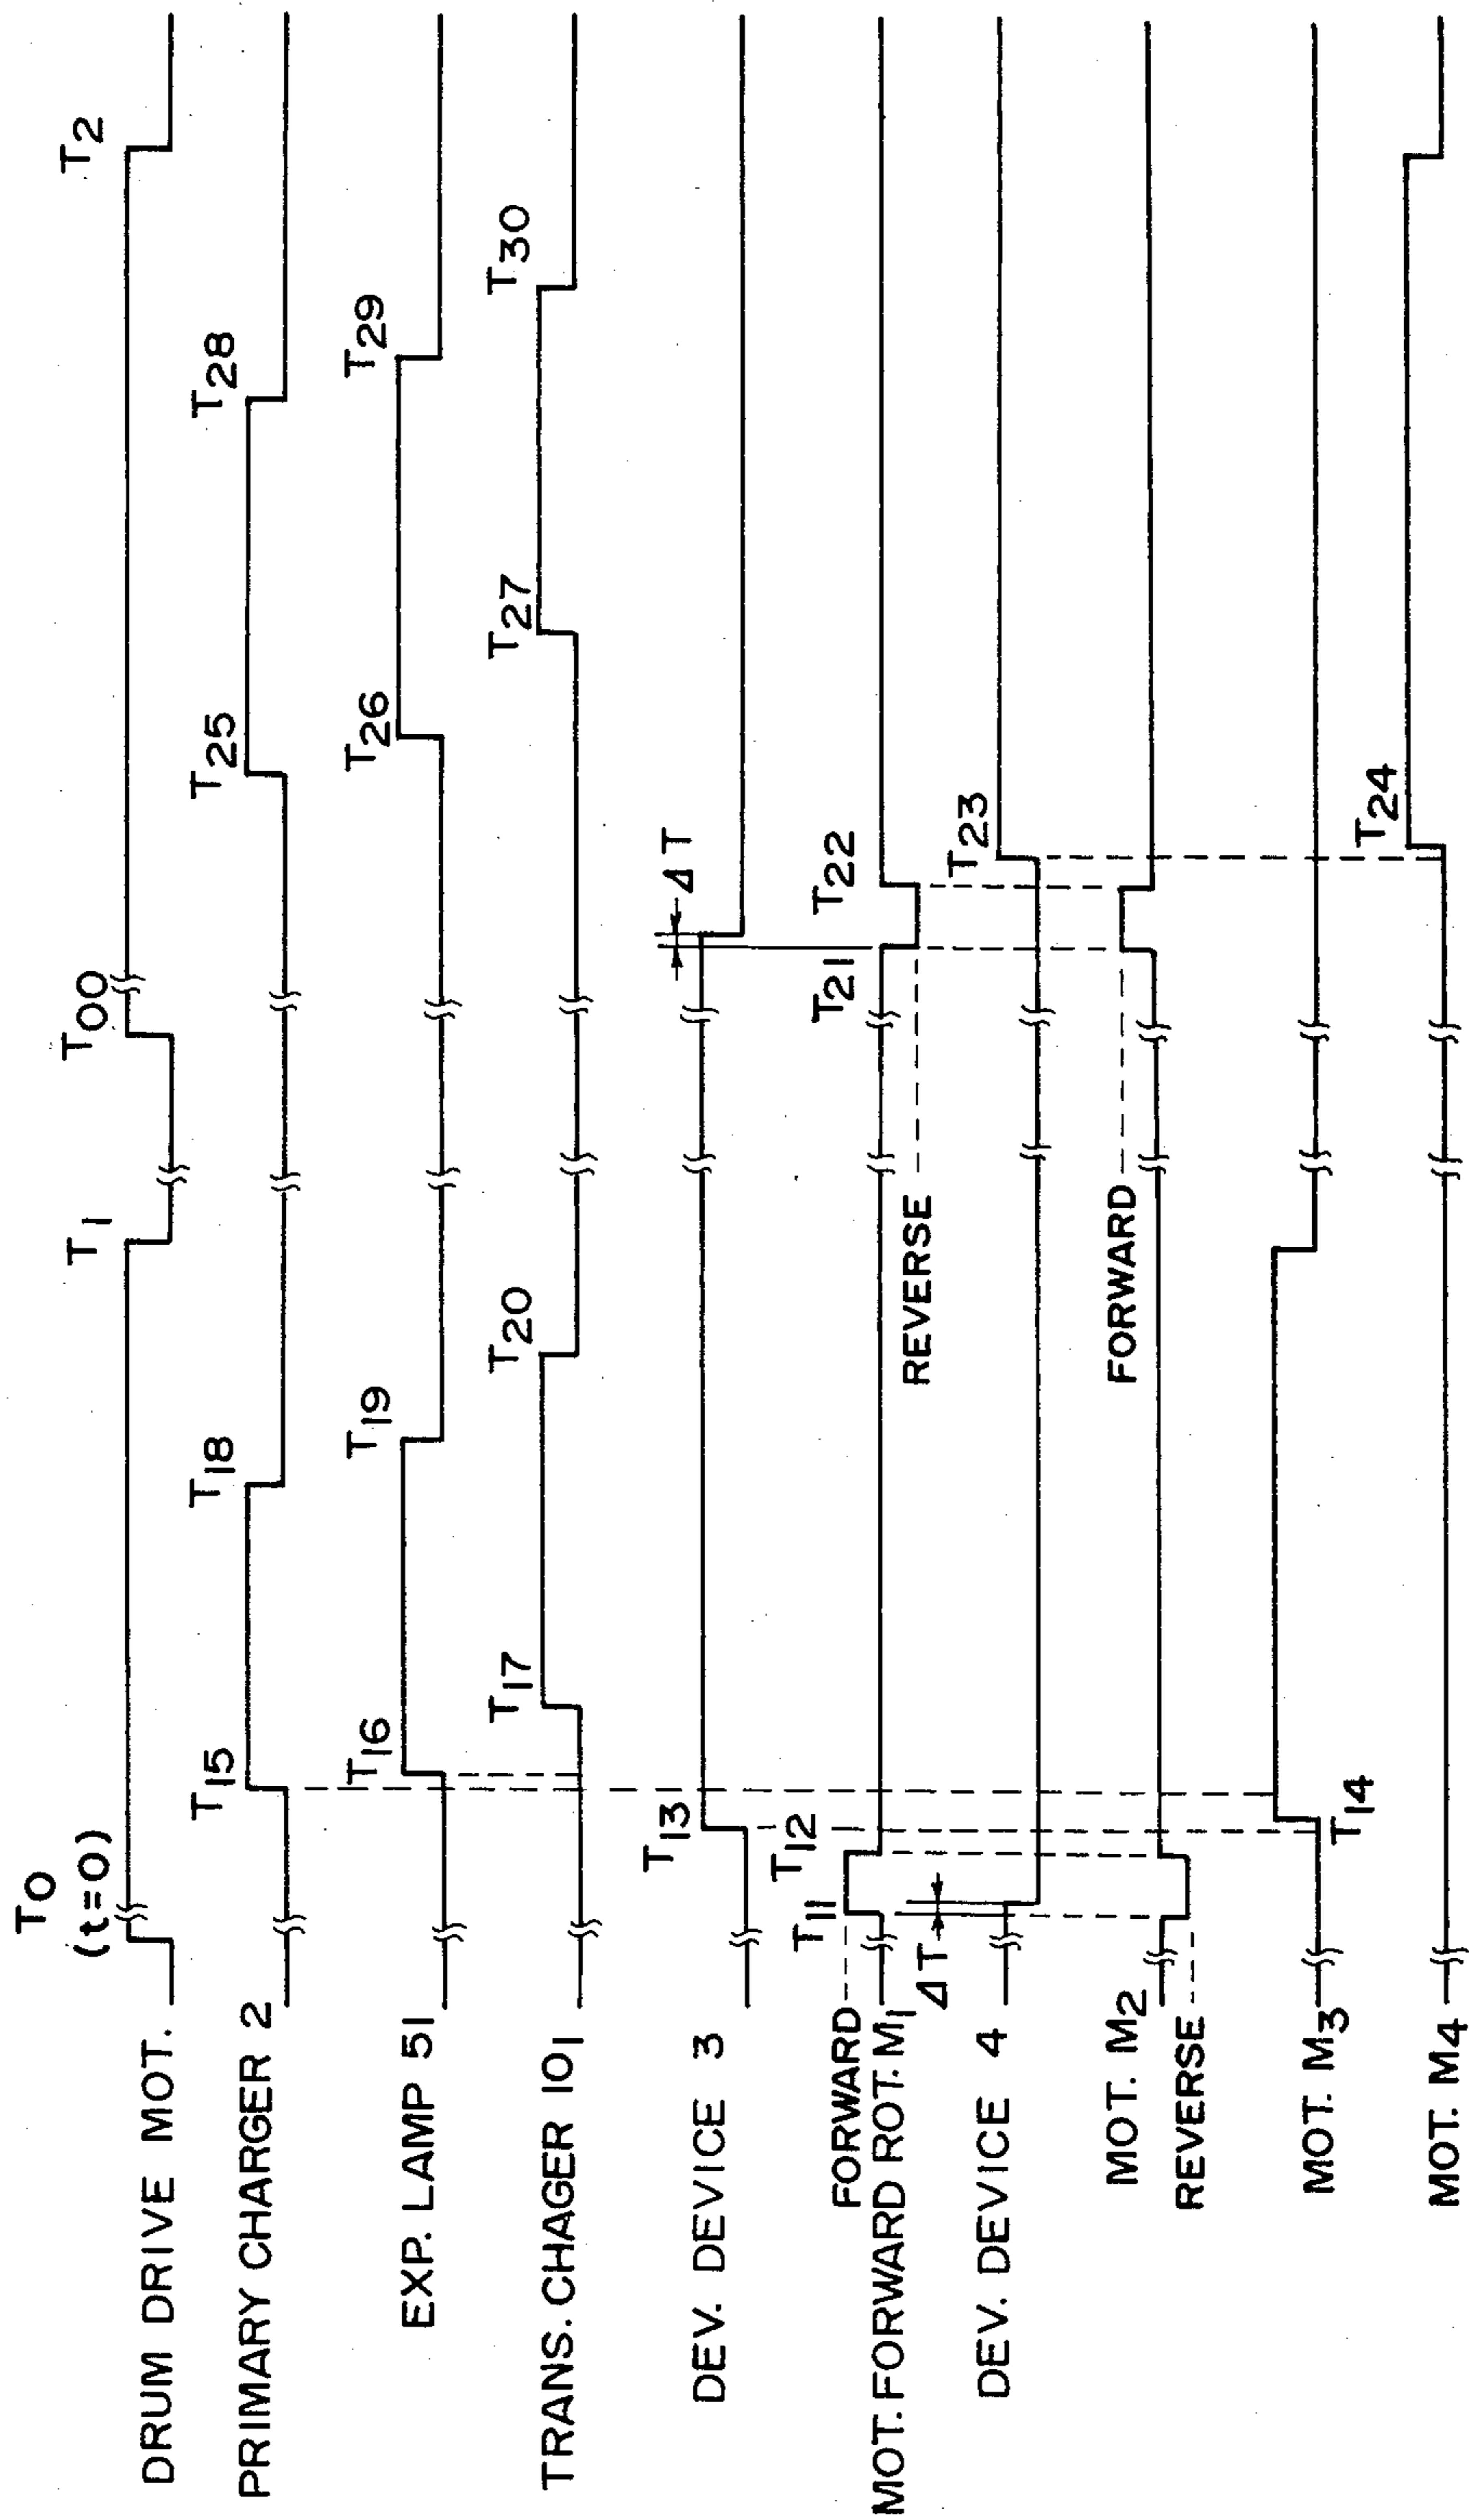 T0
(t=0)
T1
T00
T2
DRUM DRIVE MOT.
T15
T18
T25
T28
PRIMARY CHARGER 2
T16
T19
T26
T29
EXP. LAMP 51
T17
T20
T27
T30
TRANS. CHAGER 101
T13
ΔT
DEV. DEVICE 3
T11
T12
T21
T22
FORWARD
MOT. FORWARD ROT. M1
REVERSE
ΔT
T23
DEV. DEVICE 4
FORWARD
MOT. M2
REVERSE
T14
MOT. M3
T24
MOT. M4